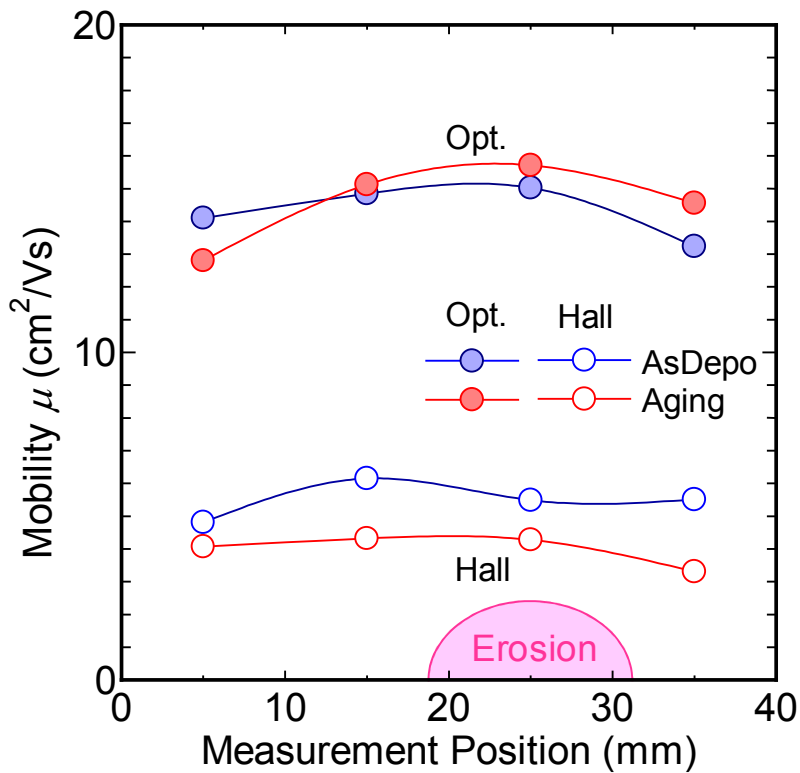 20
Opt.
Opt. Hall
10
AsDepo
Aging
Mobility μ (cm²/Vs)
Hall
Erosion
0
0 10 20 30 40
Measurement Position (mm)